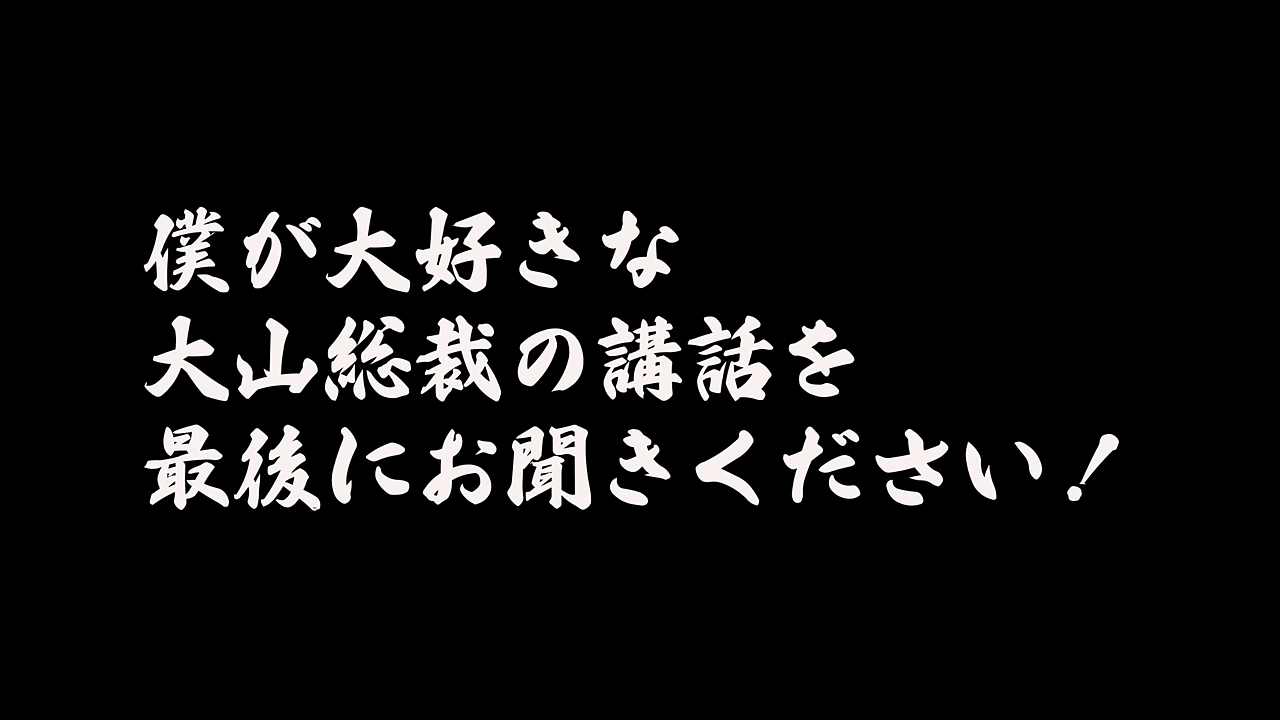 僕が大好きな
大山総裁の講話を
最後にお聞きください！